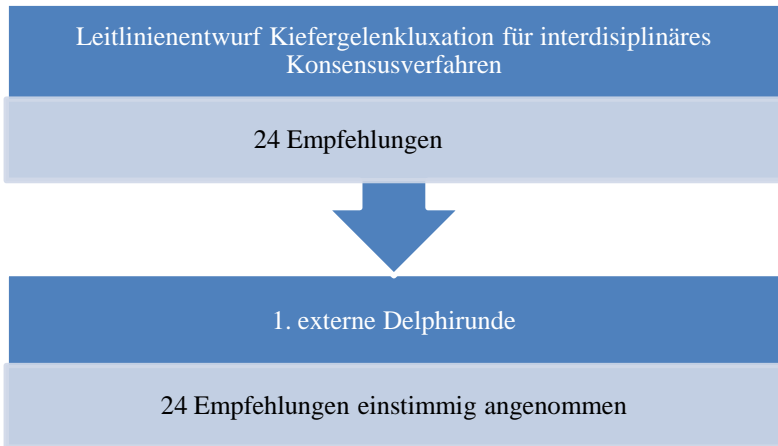 Leitlinienentwurf Kiefergelenkluxation für interdisiplinäres
Konsensusverfahren
24 Empfehlungen
1. externe Delphirunde
24 Empfehlungen einstimmig angenommen